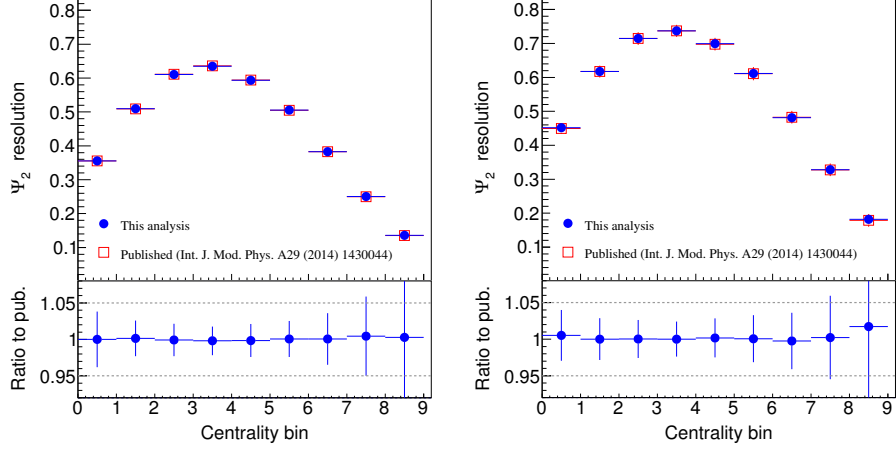 0.8
0.7
0.6
0.5
0.4
0.3
0.2
0.1
Ψ2 resolution
This analysis
Published (Int. J. Mod. Phys. A29 (2014) 1430044)
1.05
1
0.95
Ratio to pub.
0 1 2 3 4 5 6 7 8 9
Centrality bin
0.8
0.7
0.6
0.5
0.4
0.3
0.2
0.1
Ψ2 resolution
This analysis
Published (Int. J. Mod. Phys. A29 (2014) 1430044)
1.05
1
0.95
Ratio to pub.
0 1 2 3 4 5 6 7 8 9
Centrality bin